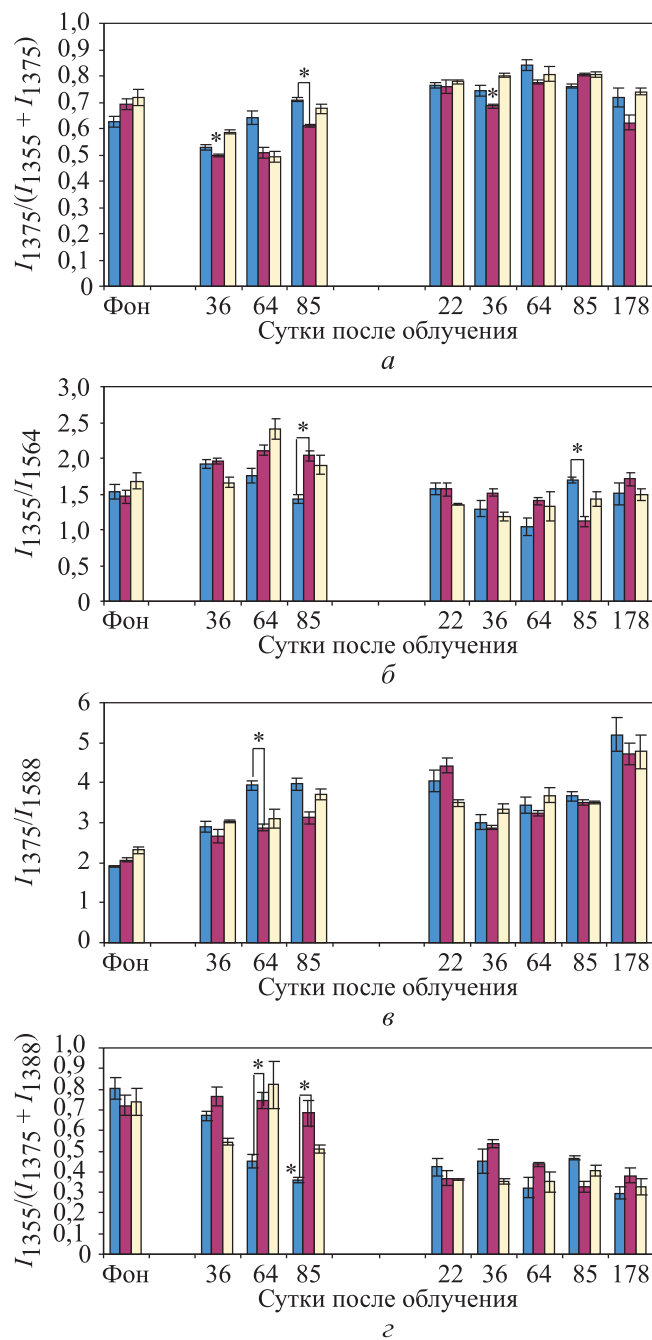 I1375/(I1355 + I1375)
1,0
0,9
0,8
0,7
0,6
0,5
0,4
0,3
0,2
0,1
0
*
*
*
Фон 36 64 85 22 36 64 85 178
Сутки после облучения
а
I1355/I1564
3,0
2,5
2,0
1,5
1,0
0,5
0
*
*
Фон 36 64 85 22 36 64 85 178
Сутки после облучения
б
I1375/I1588
6
5
4
3
2
1
0
*
Фон 36 64 85 22 36 64 85 178
Сутки после облучения
в
I1355/(I1375 + I1388)
1,0
0,9
0,8
0,7
0,6
0,5
0,4
0,3
0,2
0,1
0
*
*
*
Фон 36 64 85 22 36 64 85 178
Сутки после облучения
г